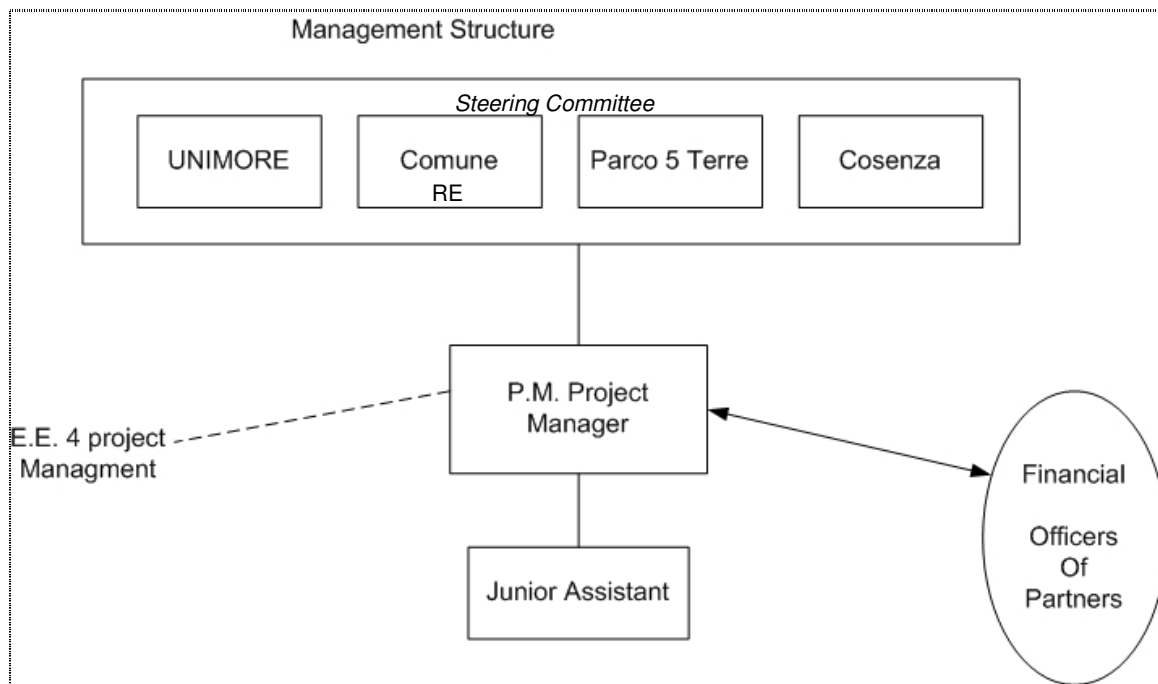 Management Structure
Steering Committee
UNIMORE
Comune
RE
Parco 5 Terre
Cosenza
P.M. Project
Manager
E.E. 4 project
Managment
Financial
Officers
Of
Partners
Junior Assistant